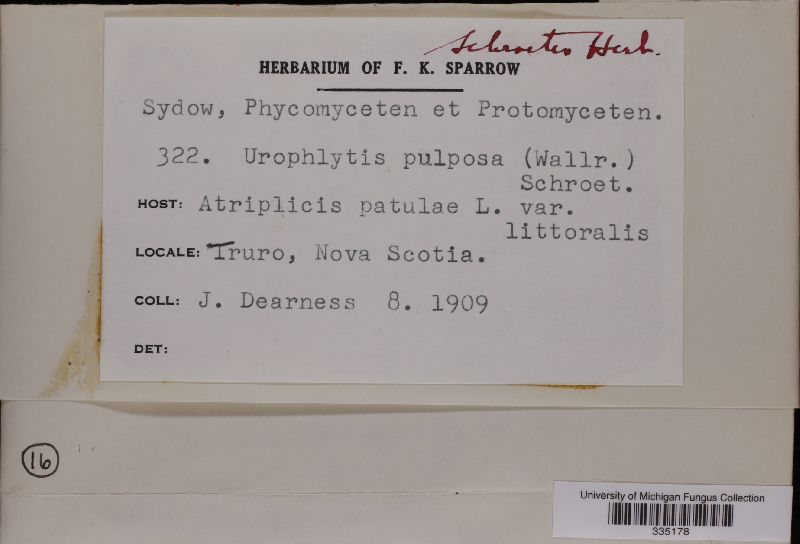 Schroeter Herb.
HERBARIUM OF F. K. SPARROW
Sydow, Phycomyceten et Protomyceten.
322. Urophlytis pulposa (Wallr.)
Schroet.
HOST: Atriplicis patulae L. var.
littoralis
LOCALE: Truro, Nova Scotia.
COLL: J. Dearness 8. 1909
DET:
16
University of Michigan Fungus Collection
335178